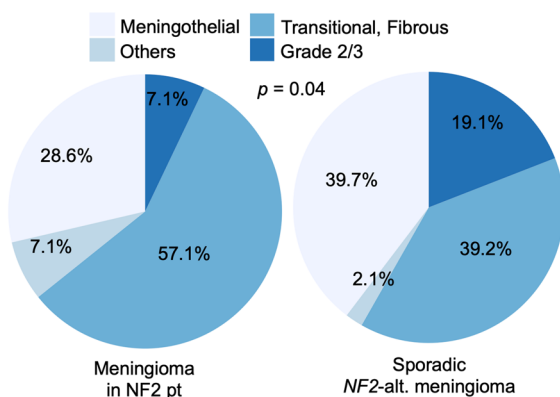 Meningothelial
Transitional, Fibrous
Others
Grade 2/3
p = 0.04
7.1%
28.6%
7.1%
57.1%
19.1%
39.7%
39.2%
2.1%
Meningioma
in NF2 pt
Sporadic
NF2-alt. meningioma